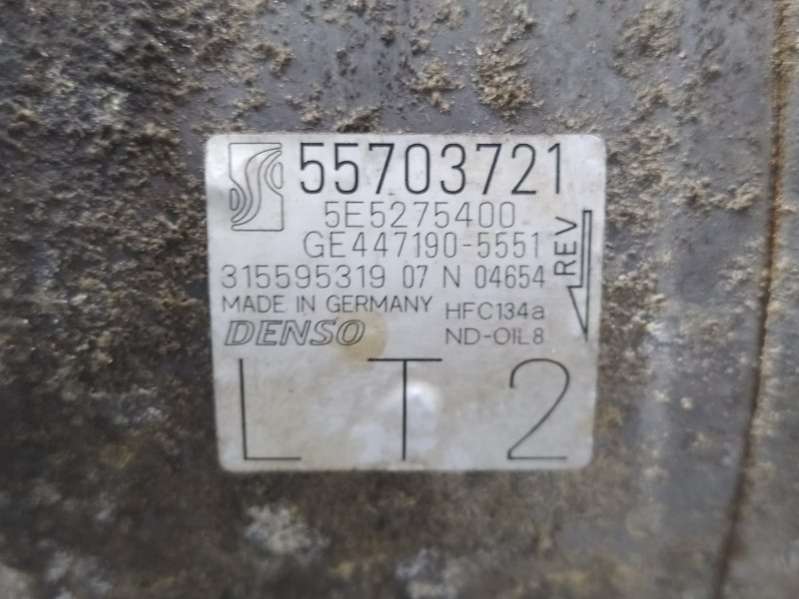 55703721
5E5275400
GE447190-5551
REV
315595319 07 N 04654
MADE IN GERMANY HFC134a
DENSO ND-OIL8
LT2